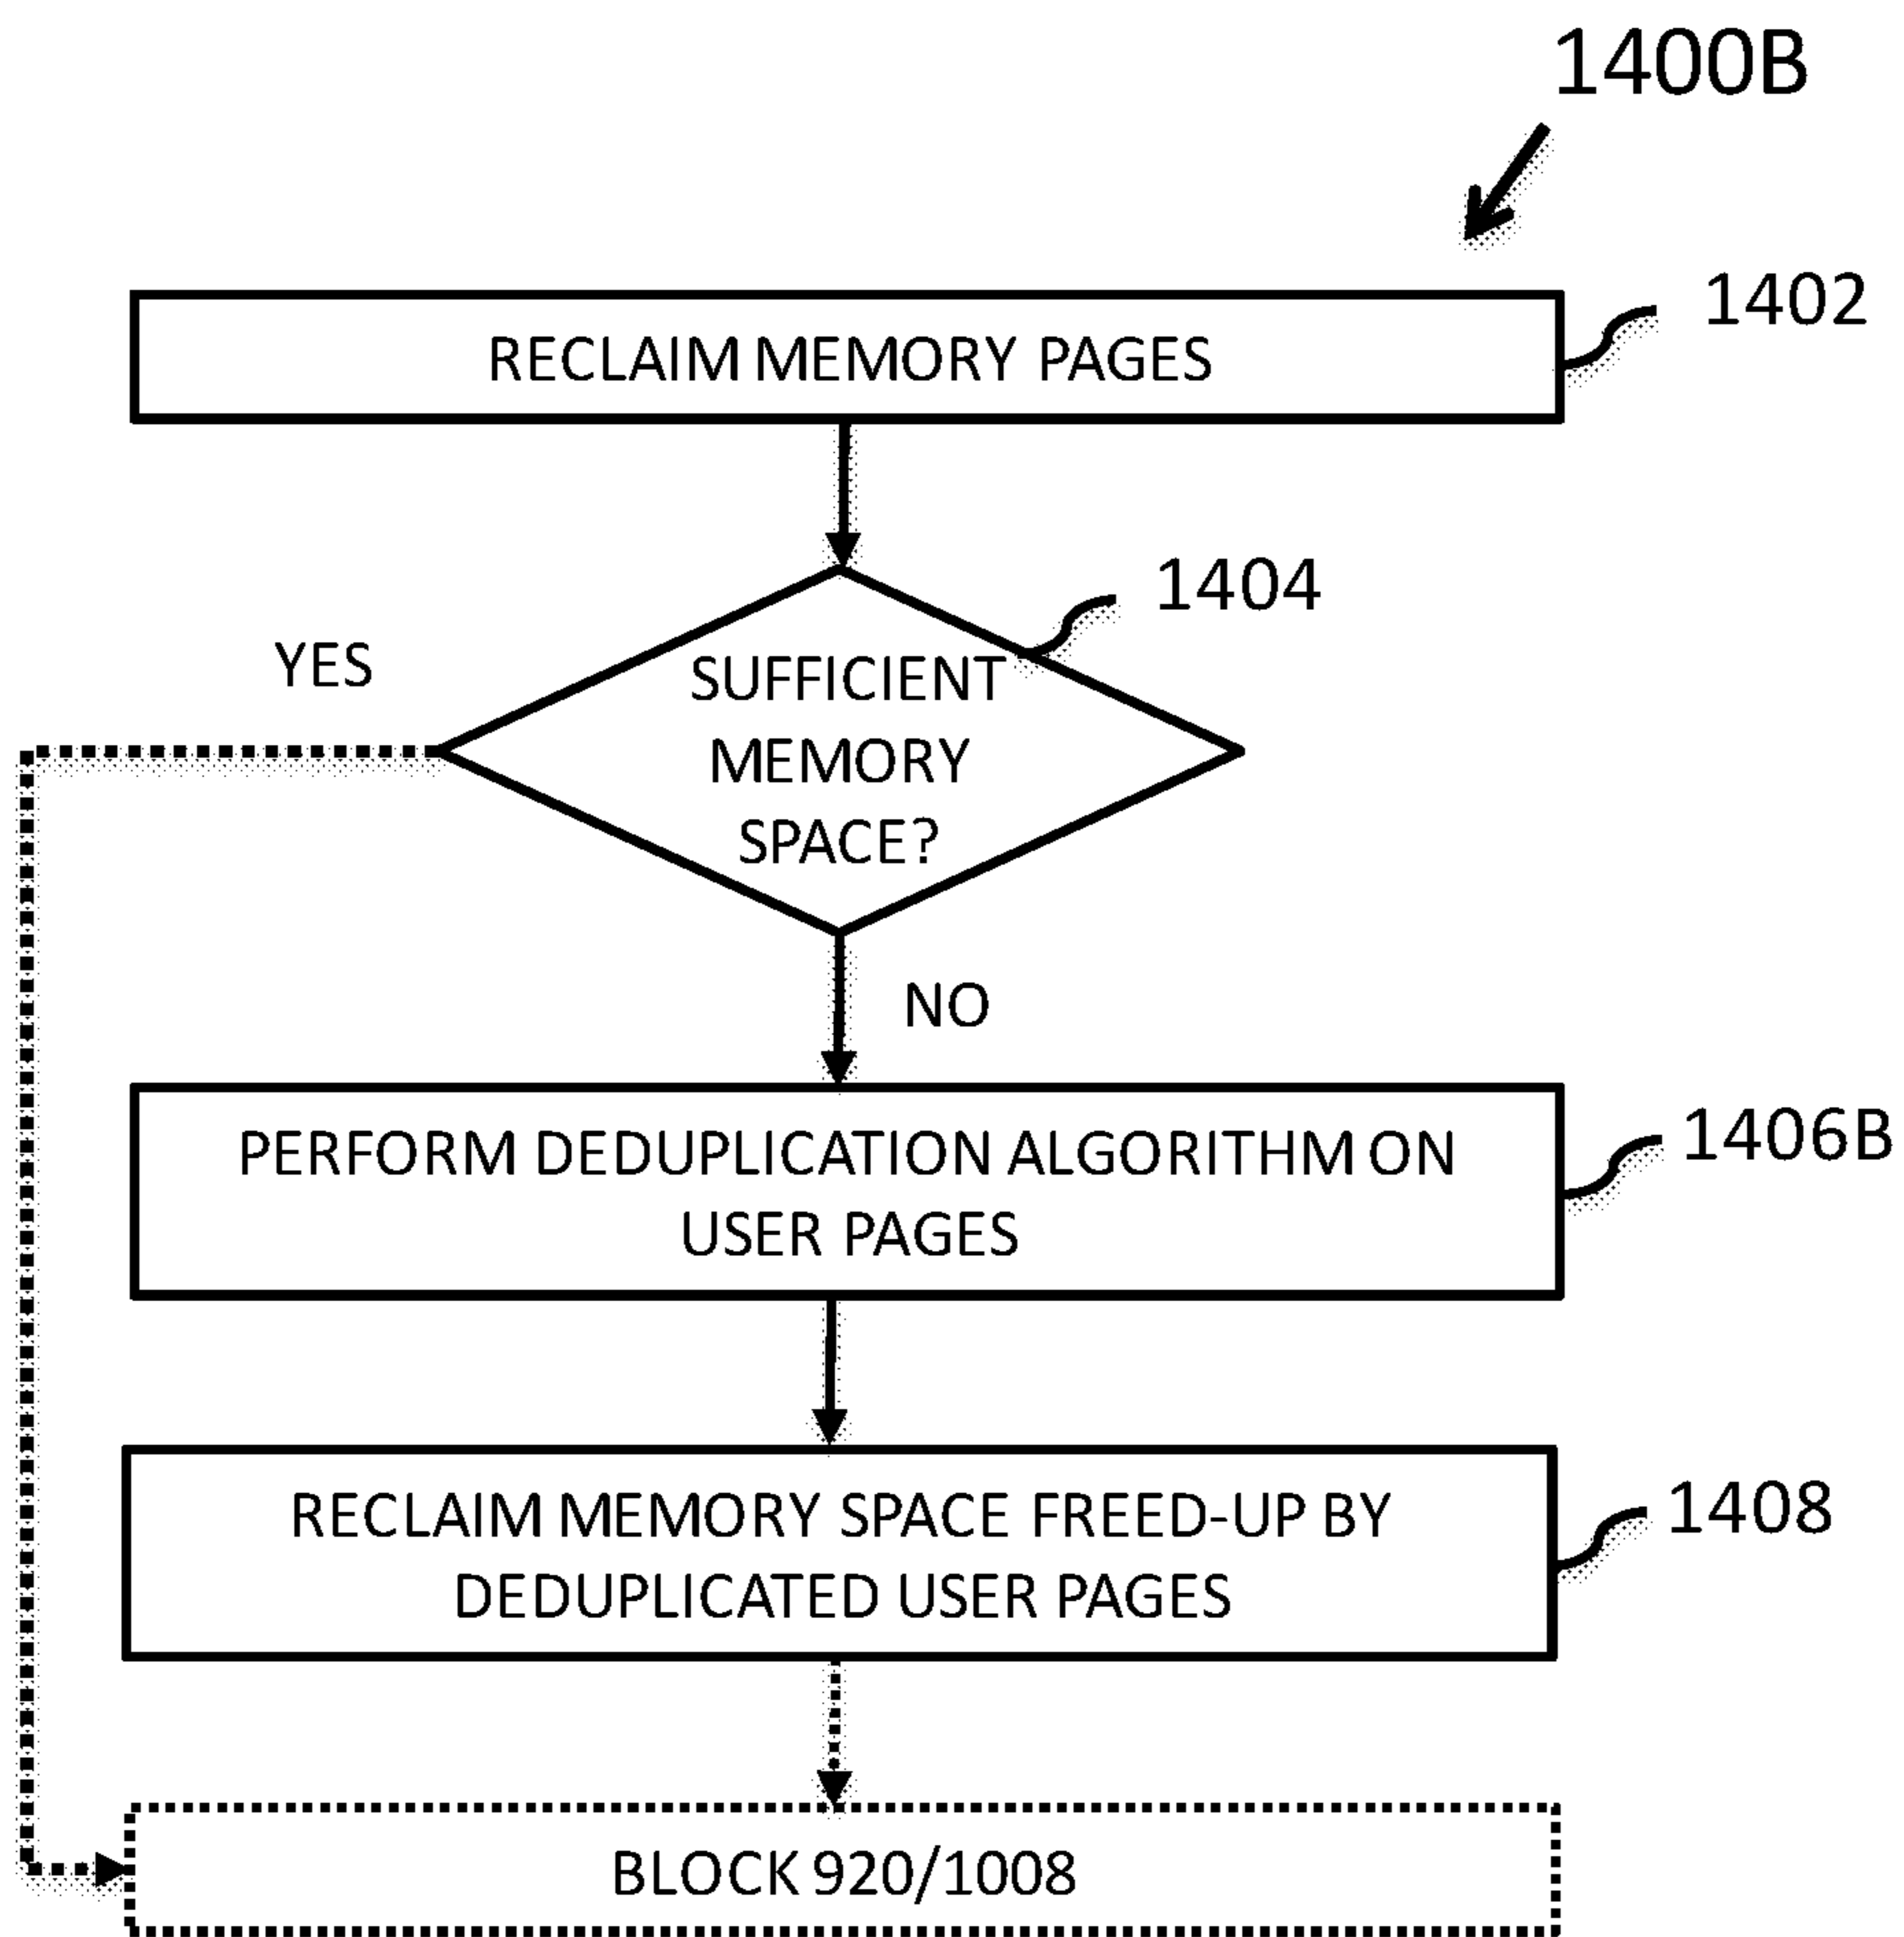 1400B
RECLAIM MEMORY PAGES
1402
1404
YES
SUFFICIENT
MEMORY
SPACE?
NO
PERFORM DEDUPLICATION ALGORITHM ON
USER PAGES
1406B
RECLAIM MEMORY SPACE FREED-UP BY
DEDUPLICATED USER PAGES
1408
BLOCK 920/1008